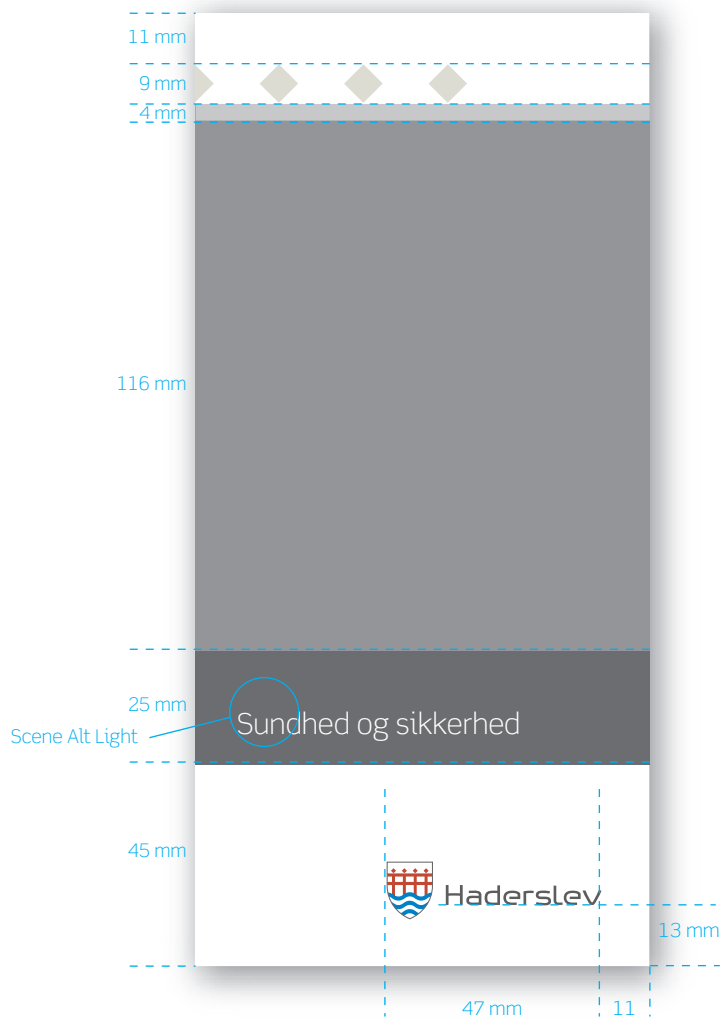 11 mm
9 mm
4 mm
116 mm
25 mm
Scene Alt Light
Sundhed og sikkerhed
45 mm
Haderslev
13 mm
47 mm
11